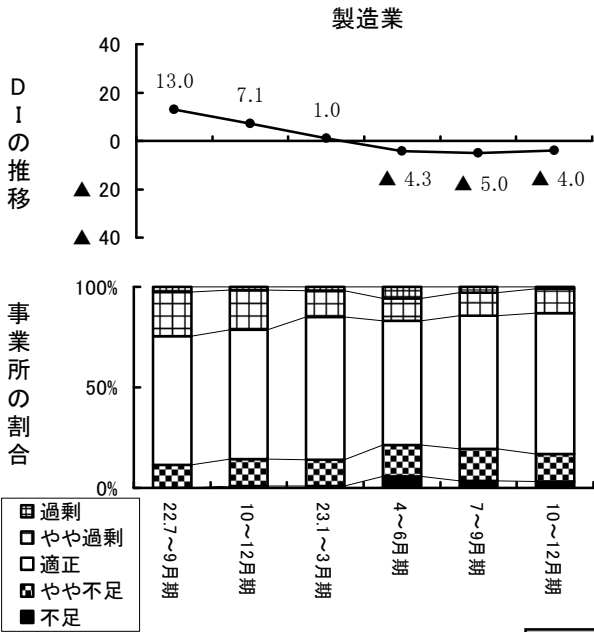 製造業
DIの推移
40
20
0
▲ 20
▲ 40
13.0
7.1
1.0
▲ 4.3
▲ 5.0
▲ 4.0
事業所の割合
100%
50%
0%
過剰
やや過剰
適正
やや不足
不足
22.7～9月期
10～12月期
23.1～3月期
4～6月期
7～9月期
10～12月期